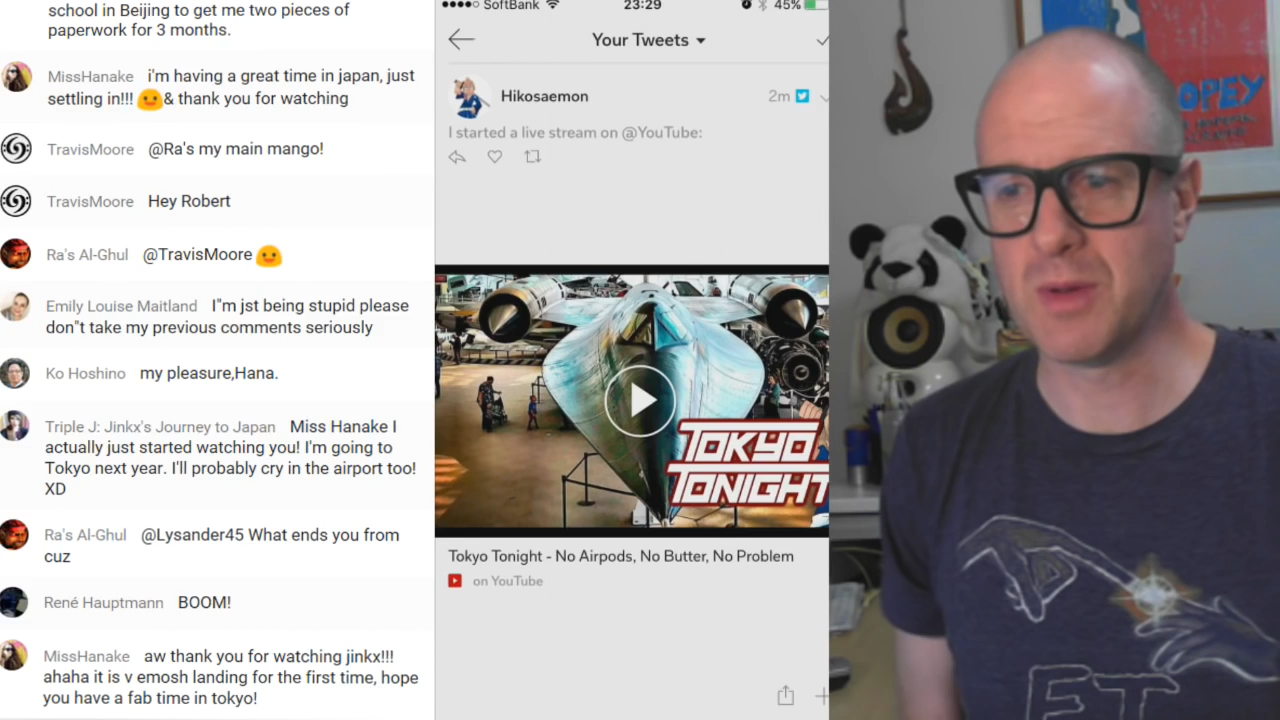 school in Beijing to get me two pieces of
paperwork for 3 months.
MissHanake i'm having a great time in japan, just
settling in!!! & thank you for watching
TravisMoore @Ra's my main mango!
TravisMoore Hey Robert
Ra's Al-Ghul @TravisMoore
Emily Louise Maitland I"m jst being stupid please
don"t take my previous comments seriously
Ko Hoshino my pleasure,Hana.
Triple J: Jinkx's Journey to Japan Miss Hanake I
actually just started watching you! I'm going to
Tokyo next year. I'll probably cry in the airport too!
XD
Ra's Al-Ghul @Lysander45 What ends you from
cuz
René Hauptmann BOOM!
MissHanake aw thank you for watching jinkx!!!
ahaha it is v emosh landing for the first time, hope
you have a fab time in tokyo!
SoftBank 23:29 45%
Your Tweets
Hikosaemon 2m
I started a live stream on @YouTube:
TOKYO
TONIGHT
Tokyo Tonight - No Airpods, No Butter, No Problem
on YouTube
OPEY
ET